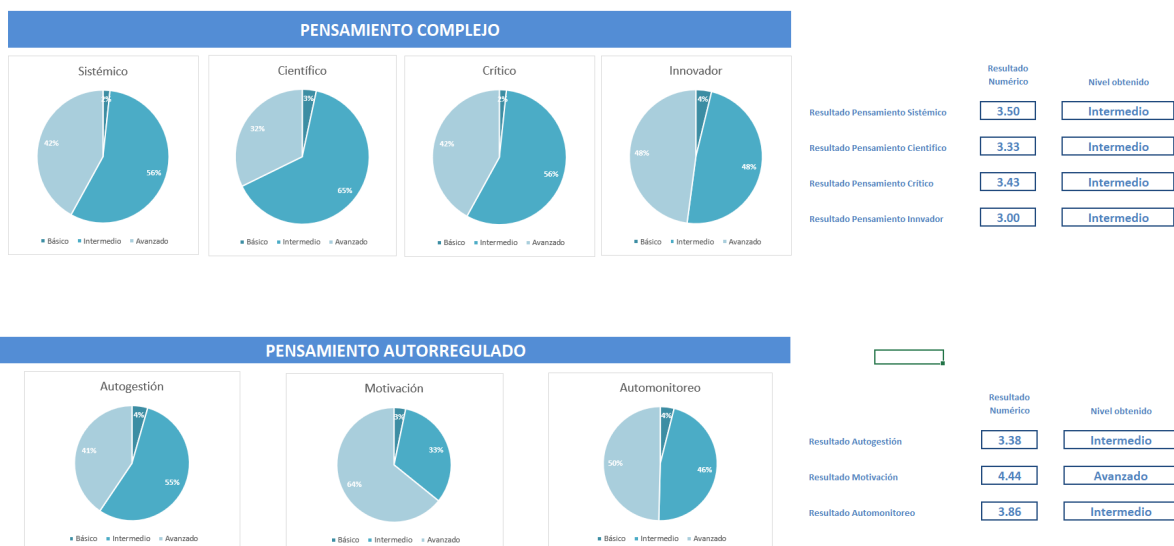 PENSAMIENTO COMPLEJO
Sistémico
2%
42%
56%
Básico Intermedio Avanzado
Científico
3%
32%
65%
Básico Intermedio Avanzado
Crítico
2%
42%
56%
Básico Intermedio Avanzado
Innovador
4%
48%
48%
Básico Intermedio Avanzado
Resultado
Numérico
Nivel obtenido
Resultado Pensamiento Sistémico 3.50 Intermedio
Resultado Pensamiento Cientifico 3.33 Intermedio
Resultado Pensamiento Crítico 3.43 Intermedio
Resultado Pensamiento Innvador 3.00 Intermedio
PENSAMIENTO AUTORREGULADO
Autogestión
4%
41%
55%
Básico Intermedio Avanzado
Motivación
3%
33%
64%
Básico Intermedio Avanzado
Automonitoreo
4%
50%
46%
Básico Intermedio Avanzado
Resultado
Numérico
Nivel obtenido
Resultado Autogestión 3.38 Intermedio
Resultado Motivación 4.44 Avanzado
Resultado Automonitoreo 3.86 Intermedio